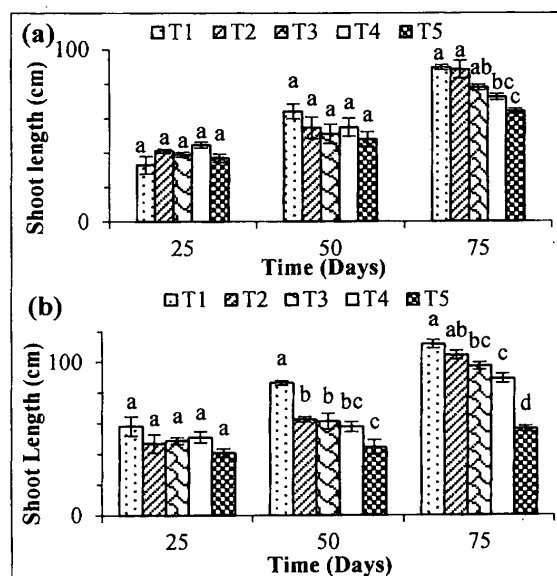 (a) T1 T2 T3 T4 T5
100
Shoot length (cm)
a a a a a
a a a a a
a a ab bc c
0
25 50 75
Time (Days)
(b) T1 T2 T3 T4 T5
100
Shoot Length (cm)
a a a a a
a b b bc c
a ab bc c d
0
25 50 75
Time (Days)